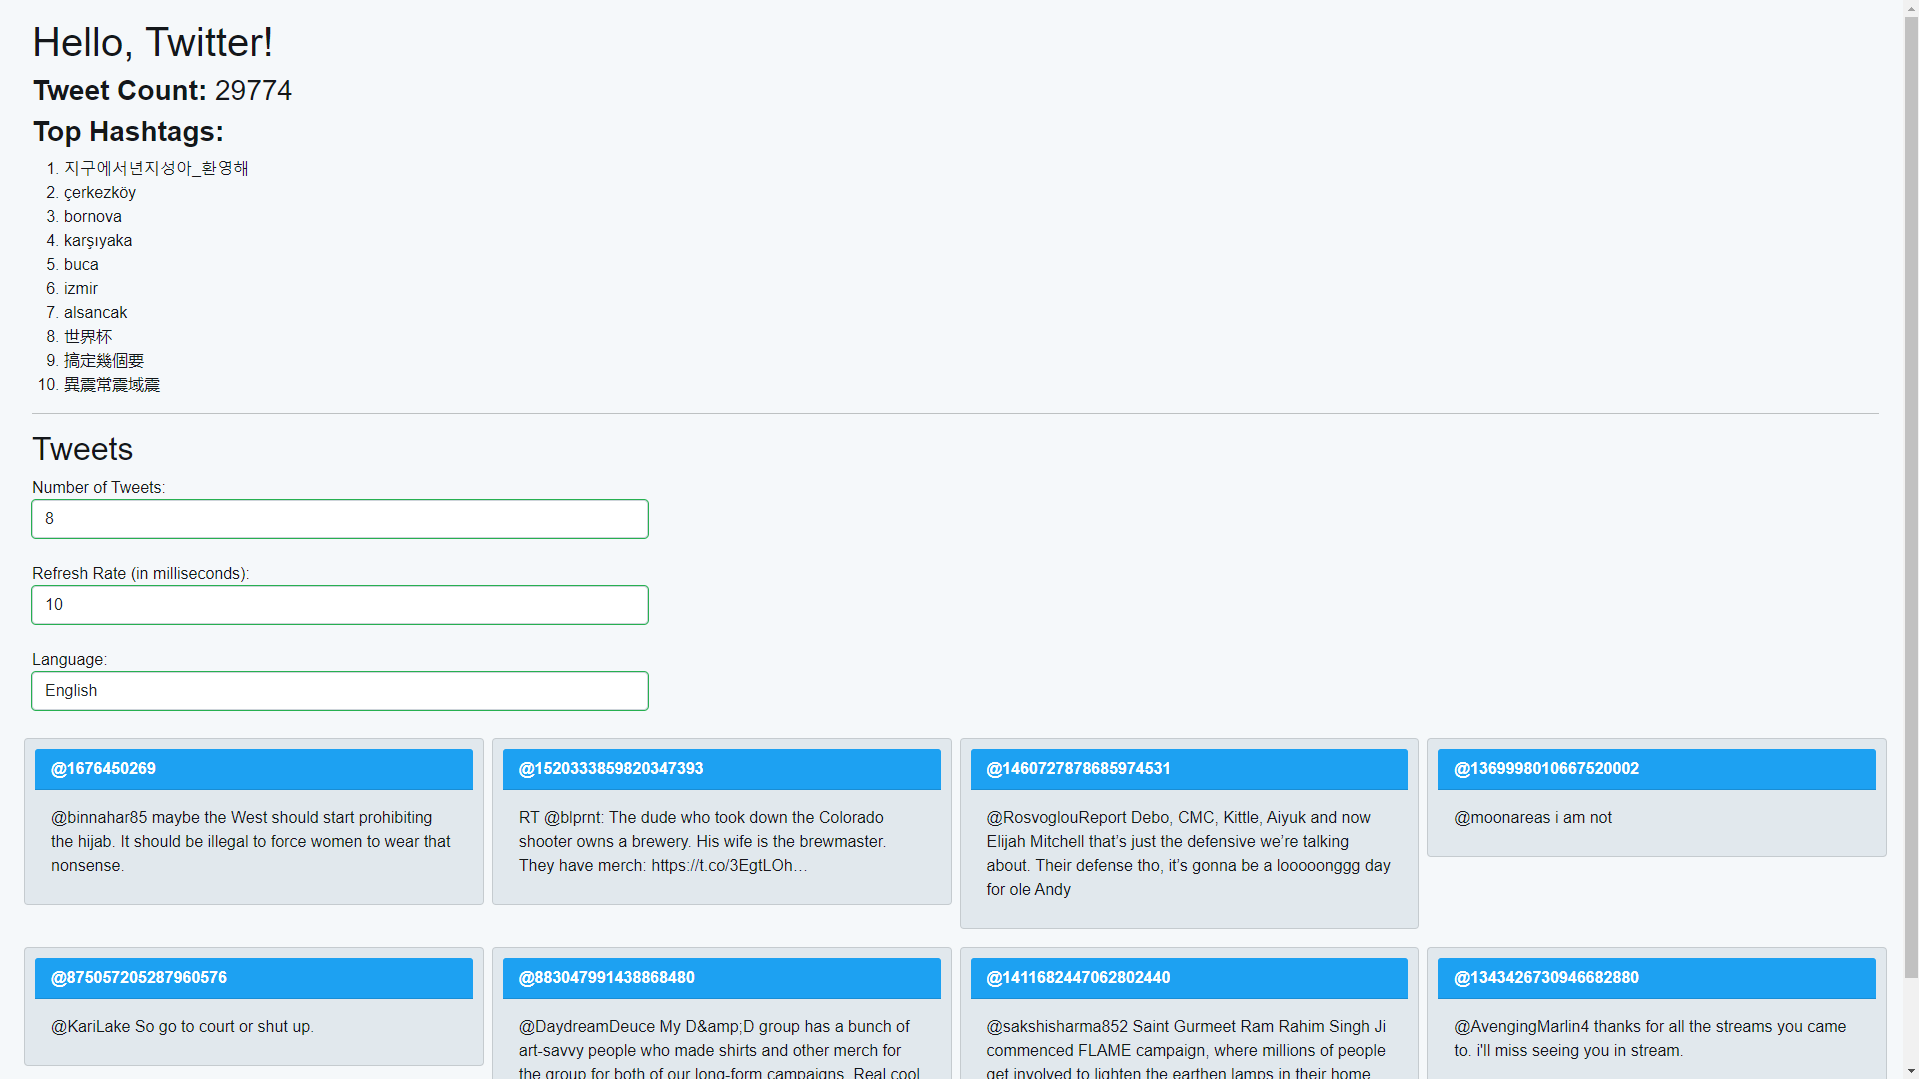 Hello, Twitter!
Tweet Count: 29774
Top Hashtags:
1. 지구에서년지성아_환영해
2. çerkezköy
3. bornova
4. karşıyaka
5. buca
6. izmir
7. alsancak
8. 世界杯
9. 搞定幾個要
10. 異震常震域震
Tweets
Number of Tweets:
8
Refresh Rate (in milliseconds):
10
Language:
English
@1676450269
@binnahar85 maybe the West should start prohibiting
the hijab. It should be illegal to force women to wear that
nonsense.
@1520333859820347393
RT @blprnt: The dude who took down the Colorado
shooter owns a brewery. His wife is the brewmaster.
They have merch: https://t.co/3EgtLOh…
@1460727878685974531
@RosvoglouReport Debo, CMC, Kittle, Aiyuk and now
Elijah Mitchell that’s just the defensive we’re talking
about. Their defense tho, it’s gonna be a looooonggg day
for ole Andy
@1369998010667520002
@moonareas i am not
@875057205287960576
@KariLake So go to court or shut up.
@883047991438868480
@DaydreamDeuce My D&amp;D group has a bunch of
art-savvy people who made shirts and other merch for
the group for both of our long-form campaigns. Real cool
@1411682447062802440
@sakshisharma852 Saint Gurmeet Ram Rahim Singh Ji
commenced FLAME campaign, where millions of people
get involved to lighten the earthen lamps in their home
@1343426730946682880
@AvengingMarlin4 thanks for all the streams you came
to. i'll miss seeing you in stream.